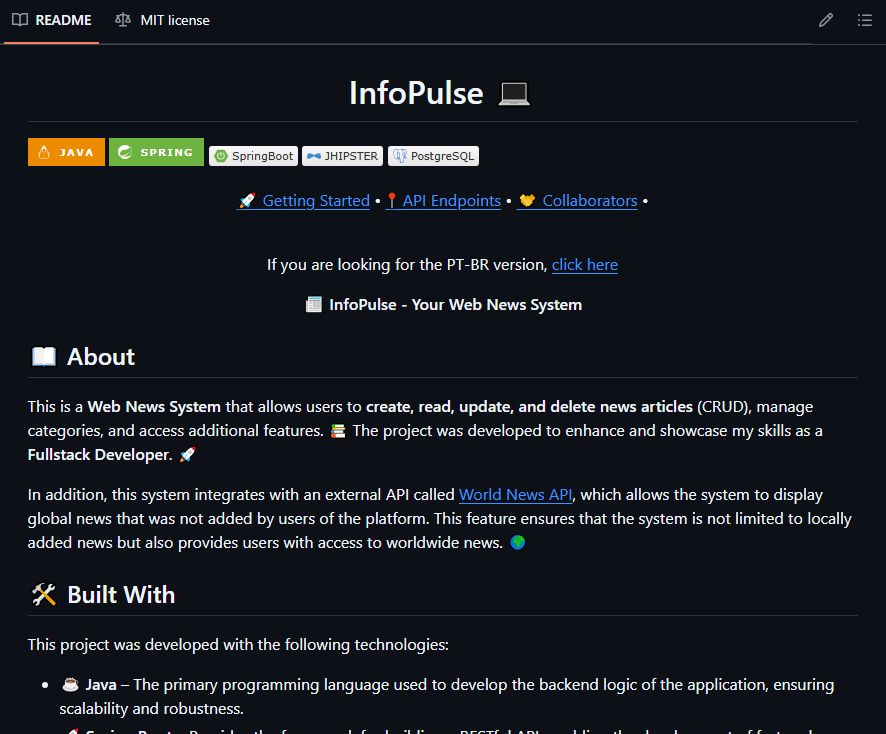 README MIT license
InfoPulse 💻
JAVA SPRING SpringBoot JHIPSTER PostgreSQL
🚀 Getting Started • 📍 API Endpoints • 🤝 Collaborators •
If you are looking for the PT-BR version, click here
📰 InfoPulse - Your Web News System
📖 About
This is a Web News System that allows users to create, read, update, and delete news articles (CRUD), manage
categories, and access additional features. 📚 The project was developed to enhance and showcase my skills as a
Fullstack Developer. 🚀
In addition, this system integrates with an external API called World News API, which allows the system to display
global news that was not added by users of the platform. This feature ensures that the system is not limited to locally
added news but also provides users with access to worldwide news. 🌍
🛠️ Built With
This project was developed with the following technologies:
• ☕ Java – The primary programming language used to develop the backend logic of the application, ensuring
scalability and robustness.